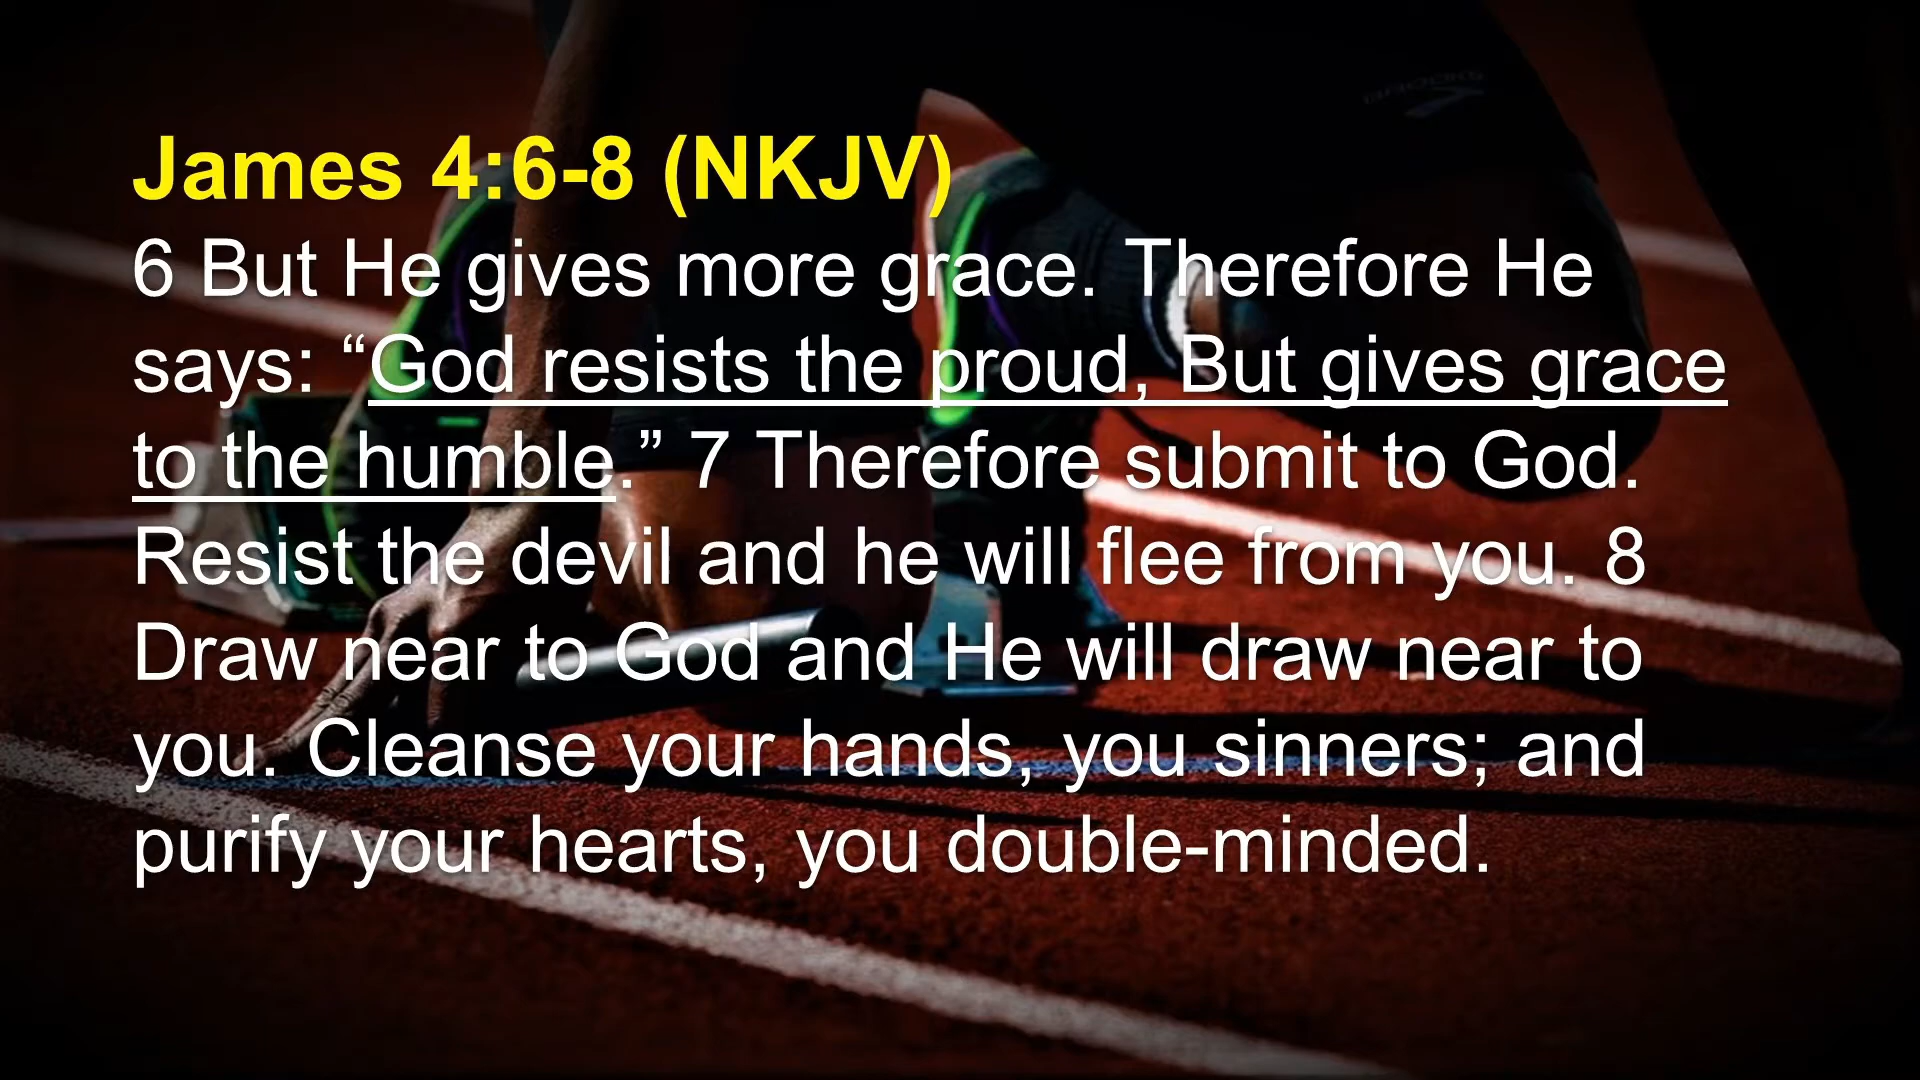 James 4:6-8 (NKJV)
6 But He gives more grace. Therefore He
says: “God resists the proud, But gives grace
to the humble.” 7 Therefore submit to God.
Resist the devil and he will flee from you. 8
Draw near to God and He will draw near to
you. Cleanse your hands, you sinners; and
purify your hearts, you double-minded.